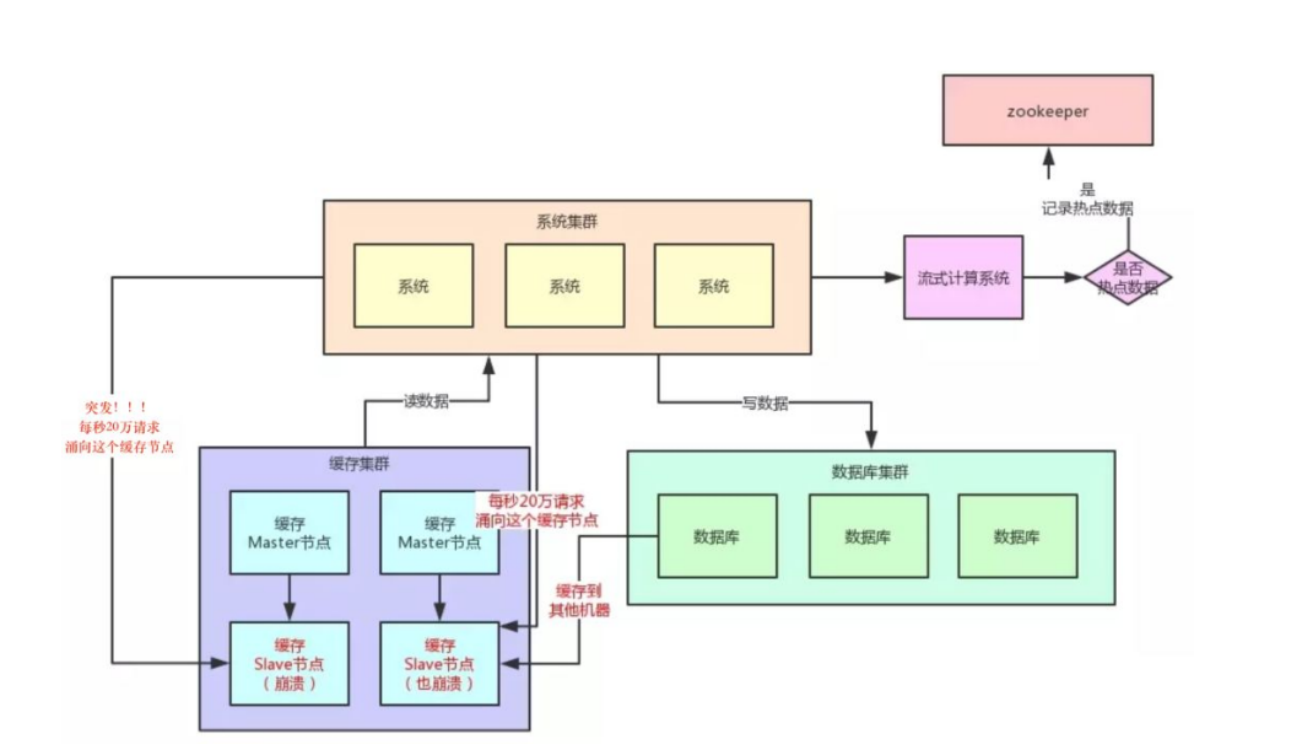 zookeeper
是
记录热点数据
系统集群
系统
系统
系统
流式计算系统
是否
热点数据
读数据
写数据
突发！！！
每秒20万请求
涌向这个缓存节点
缓存集群
缓存
Master节点
缓存
Master节点
每秒20万请求
涌向这个缓存节点
数据库集群
数据库
数据库
数据库
缓存到
其他机器
缓存
Slave节点
（崩溃）
缓存
Slave节点
（也崩溃）